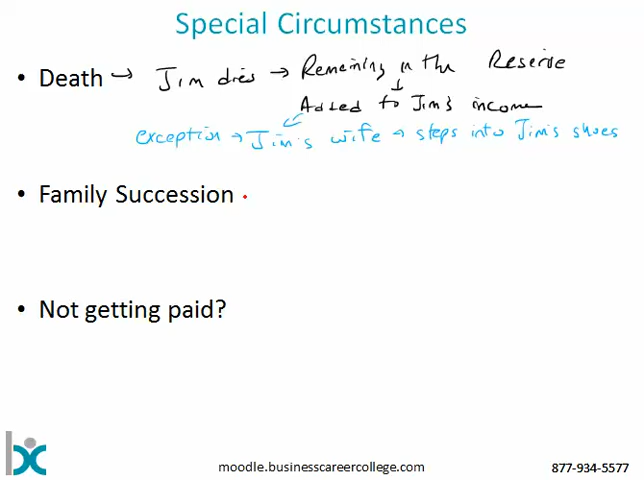 Special Circumstances
• Death → Jim dies → Remaining in the Reserve
↓
Added to Jim's income
exception → Jim's wife → steps into Jim's shoes
• Family Succession
• Not getting paid?
moodle.businesscareercollege.com
877-934-5577